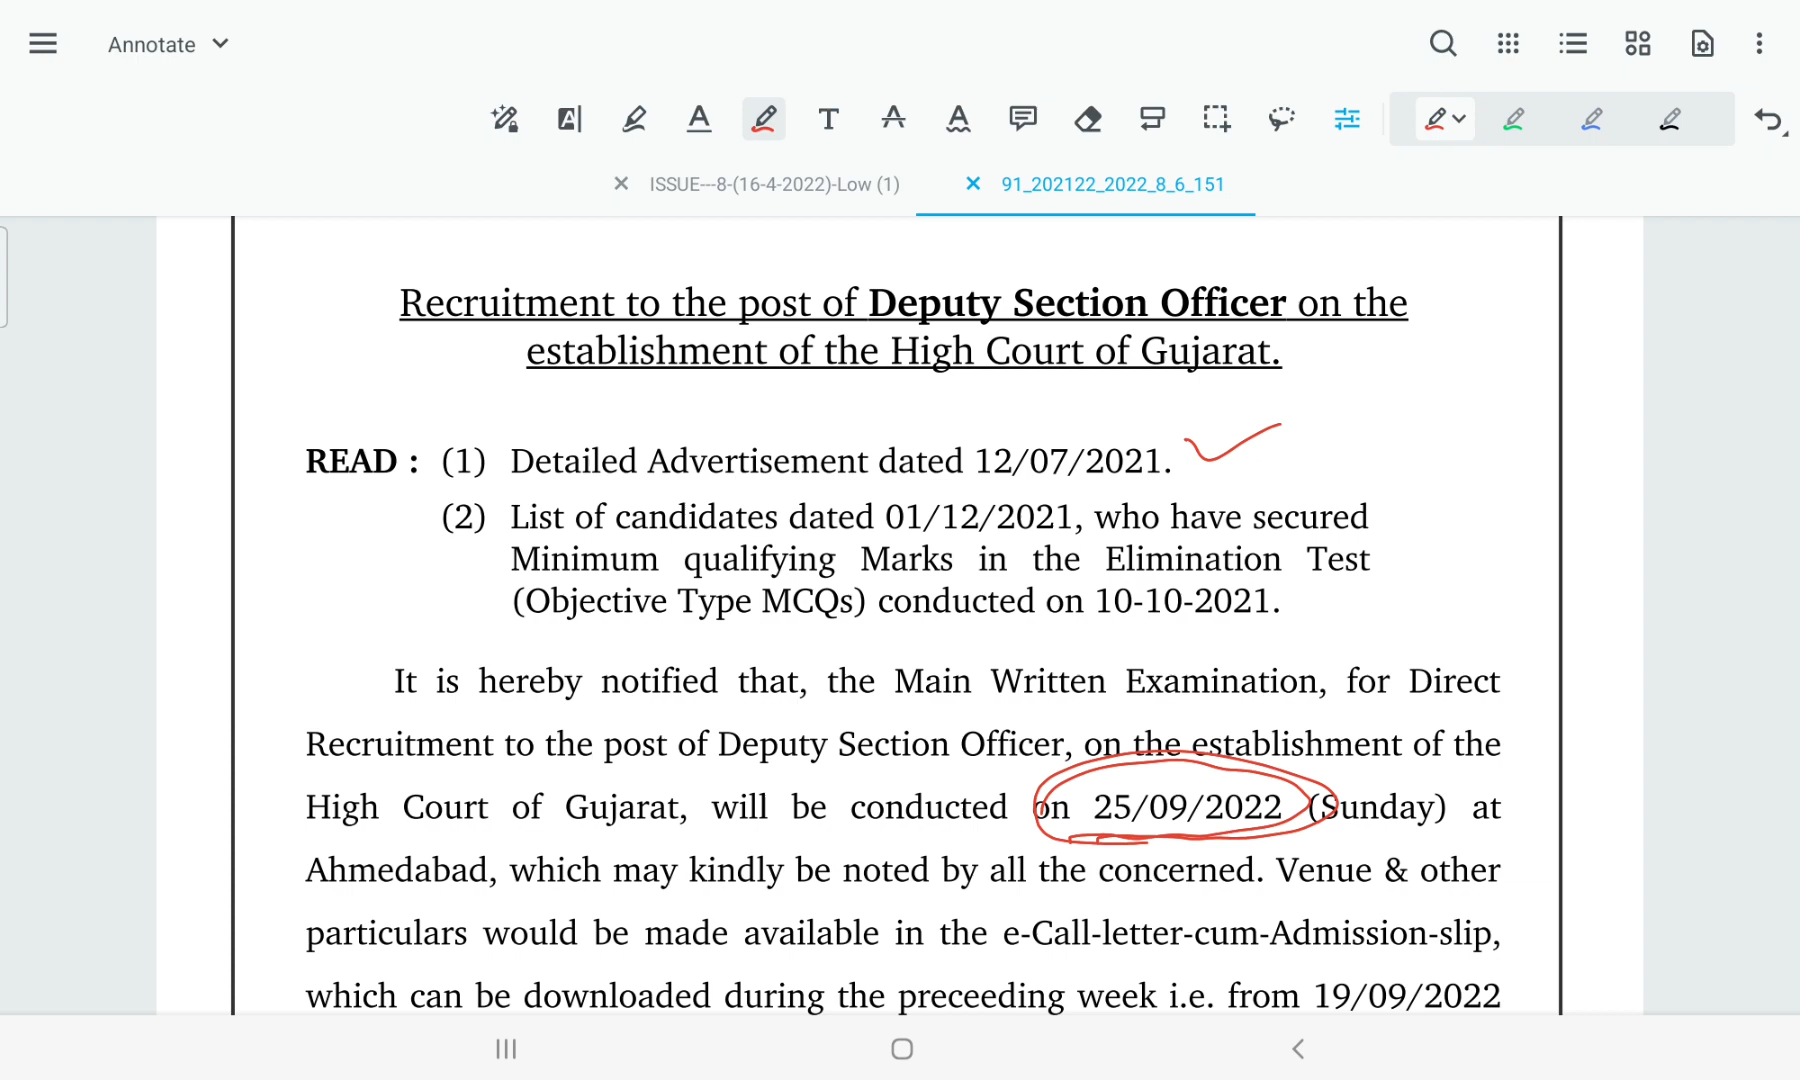 Annotate
ISSUE---8-(16-4-2022)-Low (1)
91_202122_2022_8_6_151
Recruitment to the post of Deputy Section Officer on the
establishment of the High Court of Gujarat.
READ : (1) Detailed Advertisement dated 12/07/2021.
(2) List of candidates dated 01/12/2021, who have secured
Minimum qualifying Marks in the Elimination Test
(Objective Type MCQs) conducted on 10-10-2021.
It is hereby notified that, the Main Written Examination, for Direct
Recruitment to the post of Deputy Section Officer, on the establishment of the
High Court of Gujarat, will be conducted on 25/09/2022 (Sunday) at
Ahmedabad, which may kindly be noted by all the concerned. Venue & other
particulars would be made available in the e-Call-letter-cum-Admission-slip,
which can be downloaded during the preceeding week i.e. from 19/09/2022